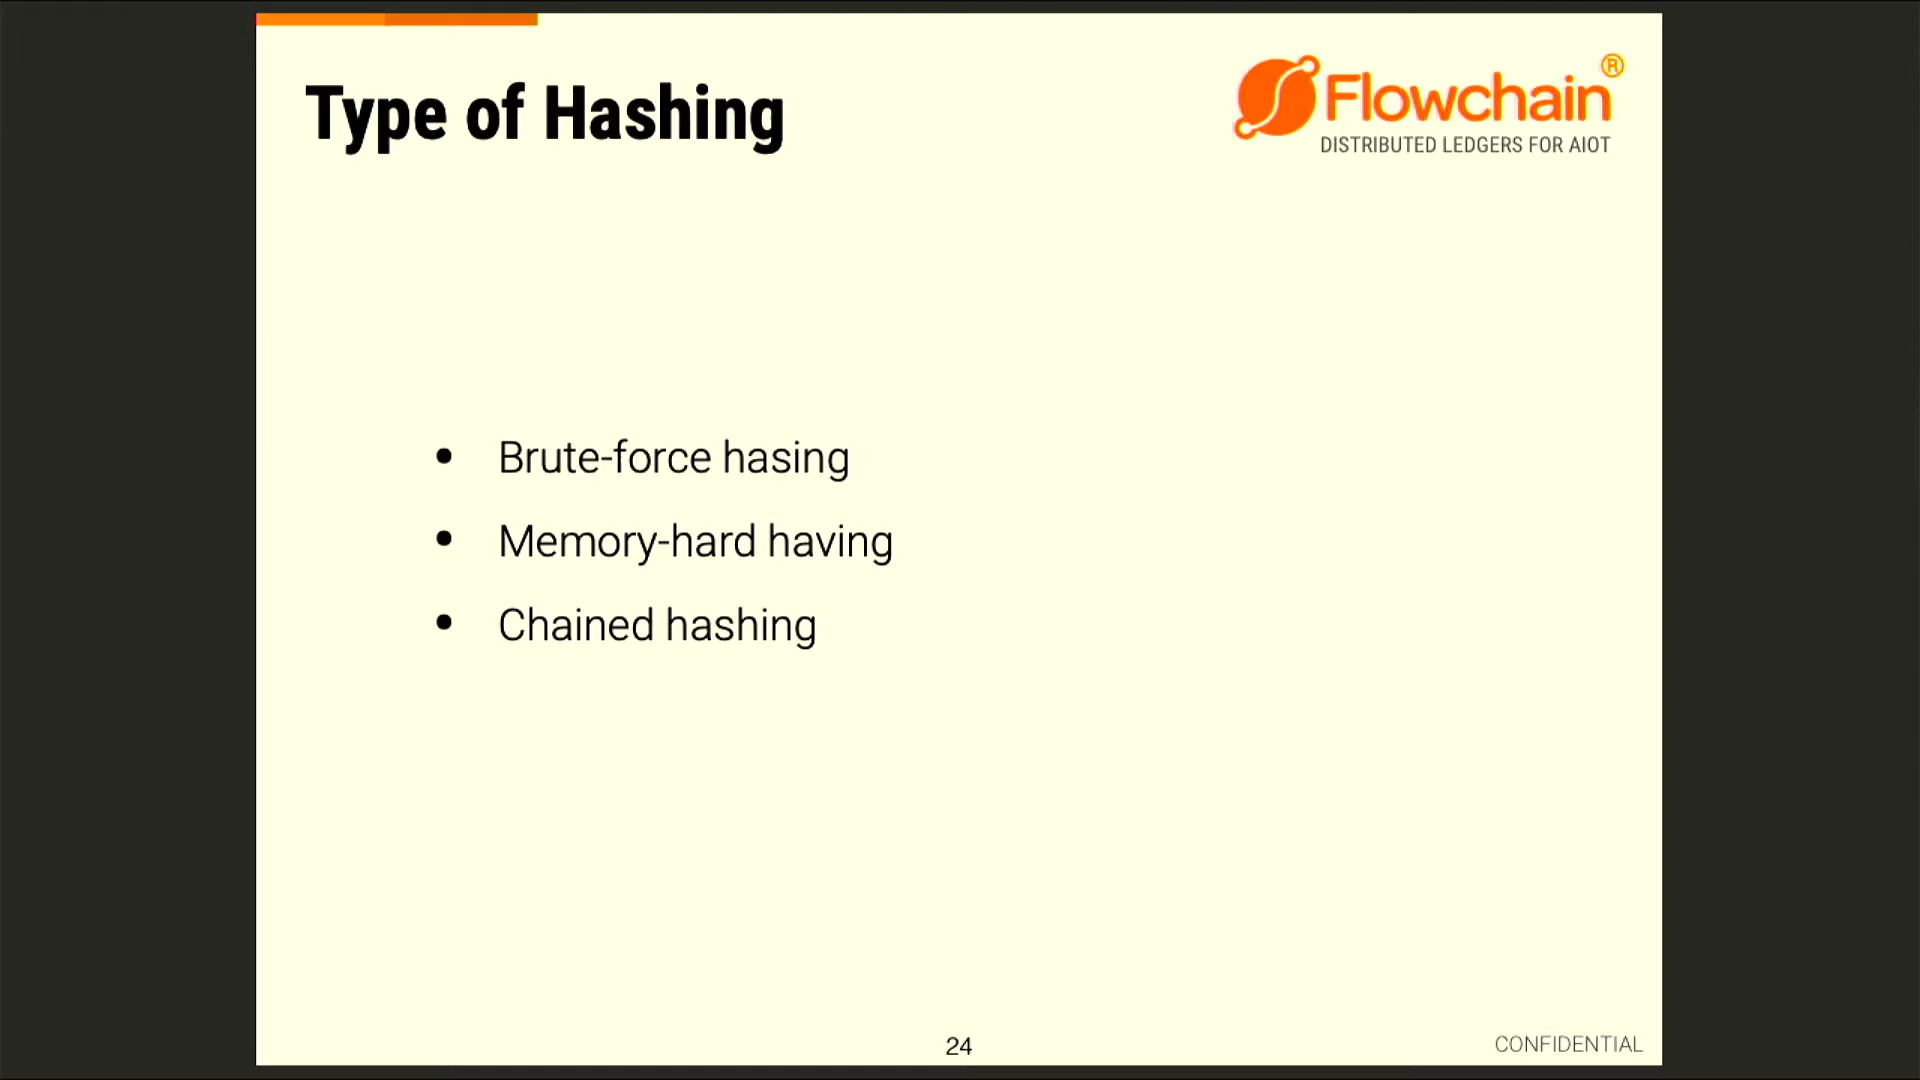 Type of Hashing
Flowchain®
DISTRIBUTED LEDGERS FOR AIOT
• Brute-force hasing
• Memory-hard having
• Chained hashing
24
CONFIDENTIAL